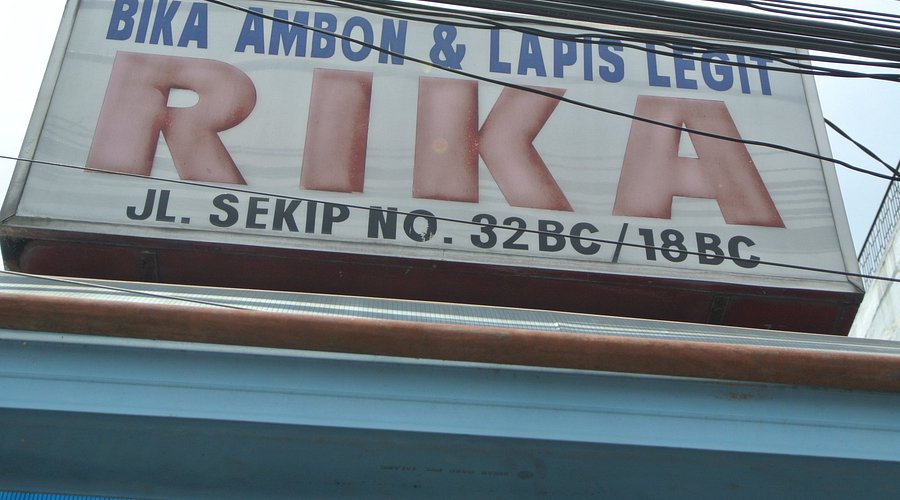 BIKA AMBON & LAPIS LEGIT
RIKA
JL. SEKIP NO. 32BC/18BC